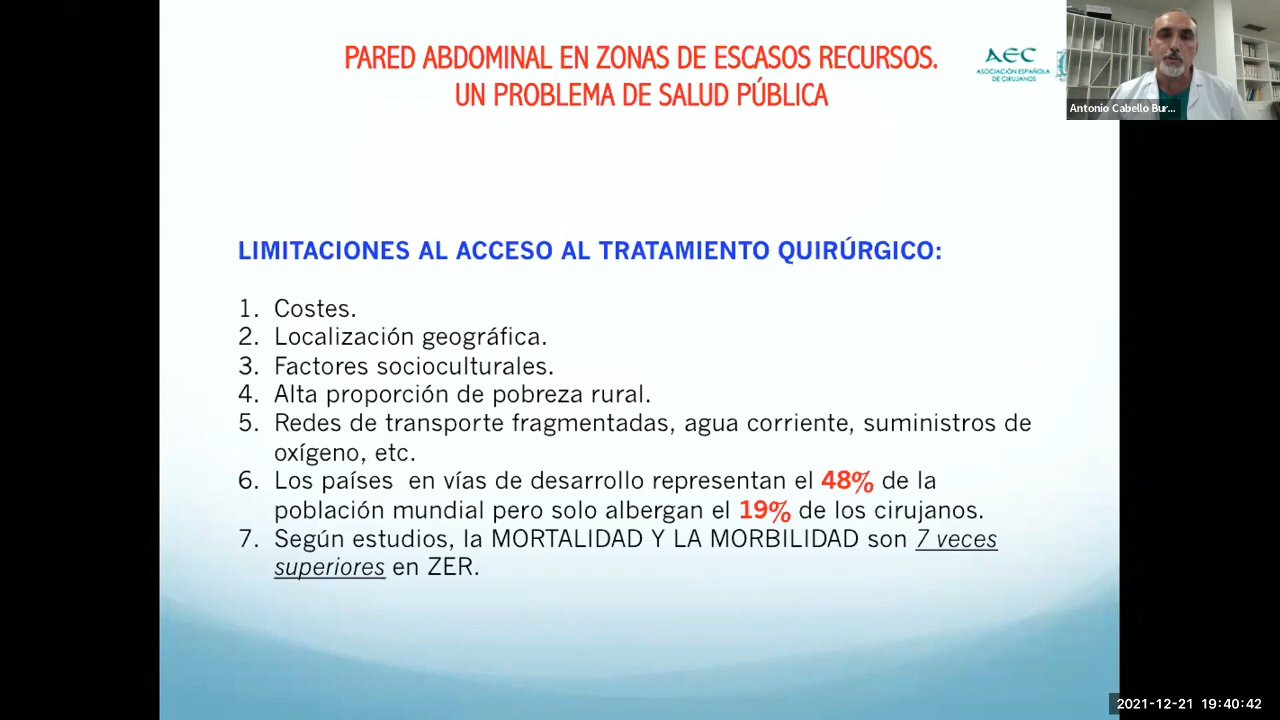 PARED ABDOMINAL EN ZONAS DE ESCASOS RECURSOS.
UN PROBLEMA DE SALUD PÚBLICA
AEC
ASOCIACIÓN ESPAÑOLA
DE CIRUJANOS
Antonio Cabello Bur...
LIMITACIONES AL ACCESO AL TRATAMIENTO QUIRÚRGICO:
1. Costes.
2. Localización geográfica.
3. Factores socioculturales.
4. Alta proporción de pobreza rural.
5. Redes de transporte fragmentadas, agua corriente, suministros de
oxígeno, etc.
6. Los países en vías de desarrollo representan el 48% de la
población mundial pero solo albergan el 19% de los cirujanos.
7. Según estudios, la MORTALIDAD Y LA MORBILIDAD son 7 veces
superiores en ZER.
2021-12-21 19:40:42